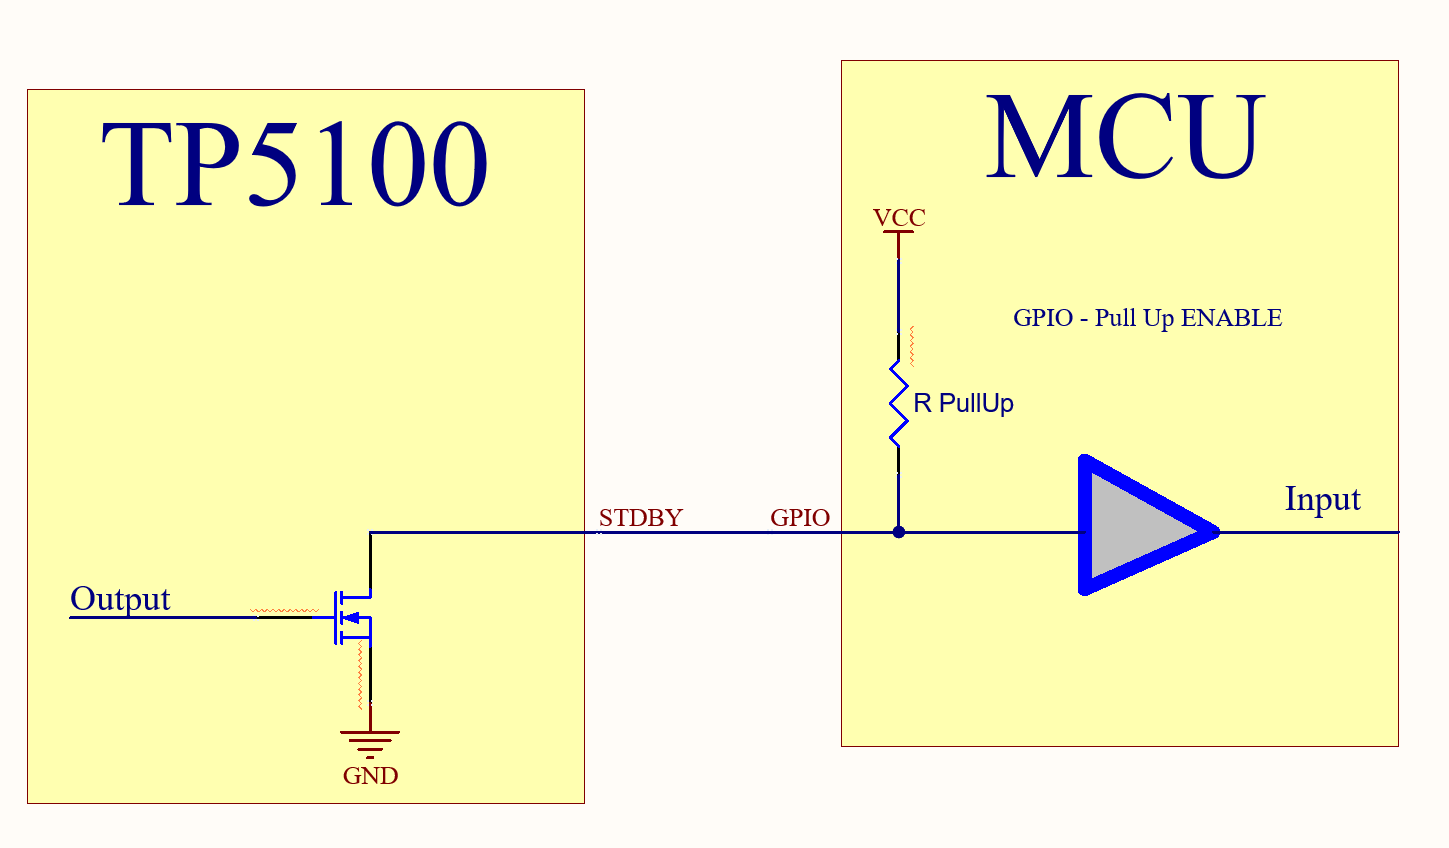 TP5100
MCU
VCC
GPIO - Pull Up ENABLE
R PullUp
Input
STDBY
GPIO
Output
GND